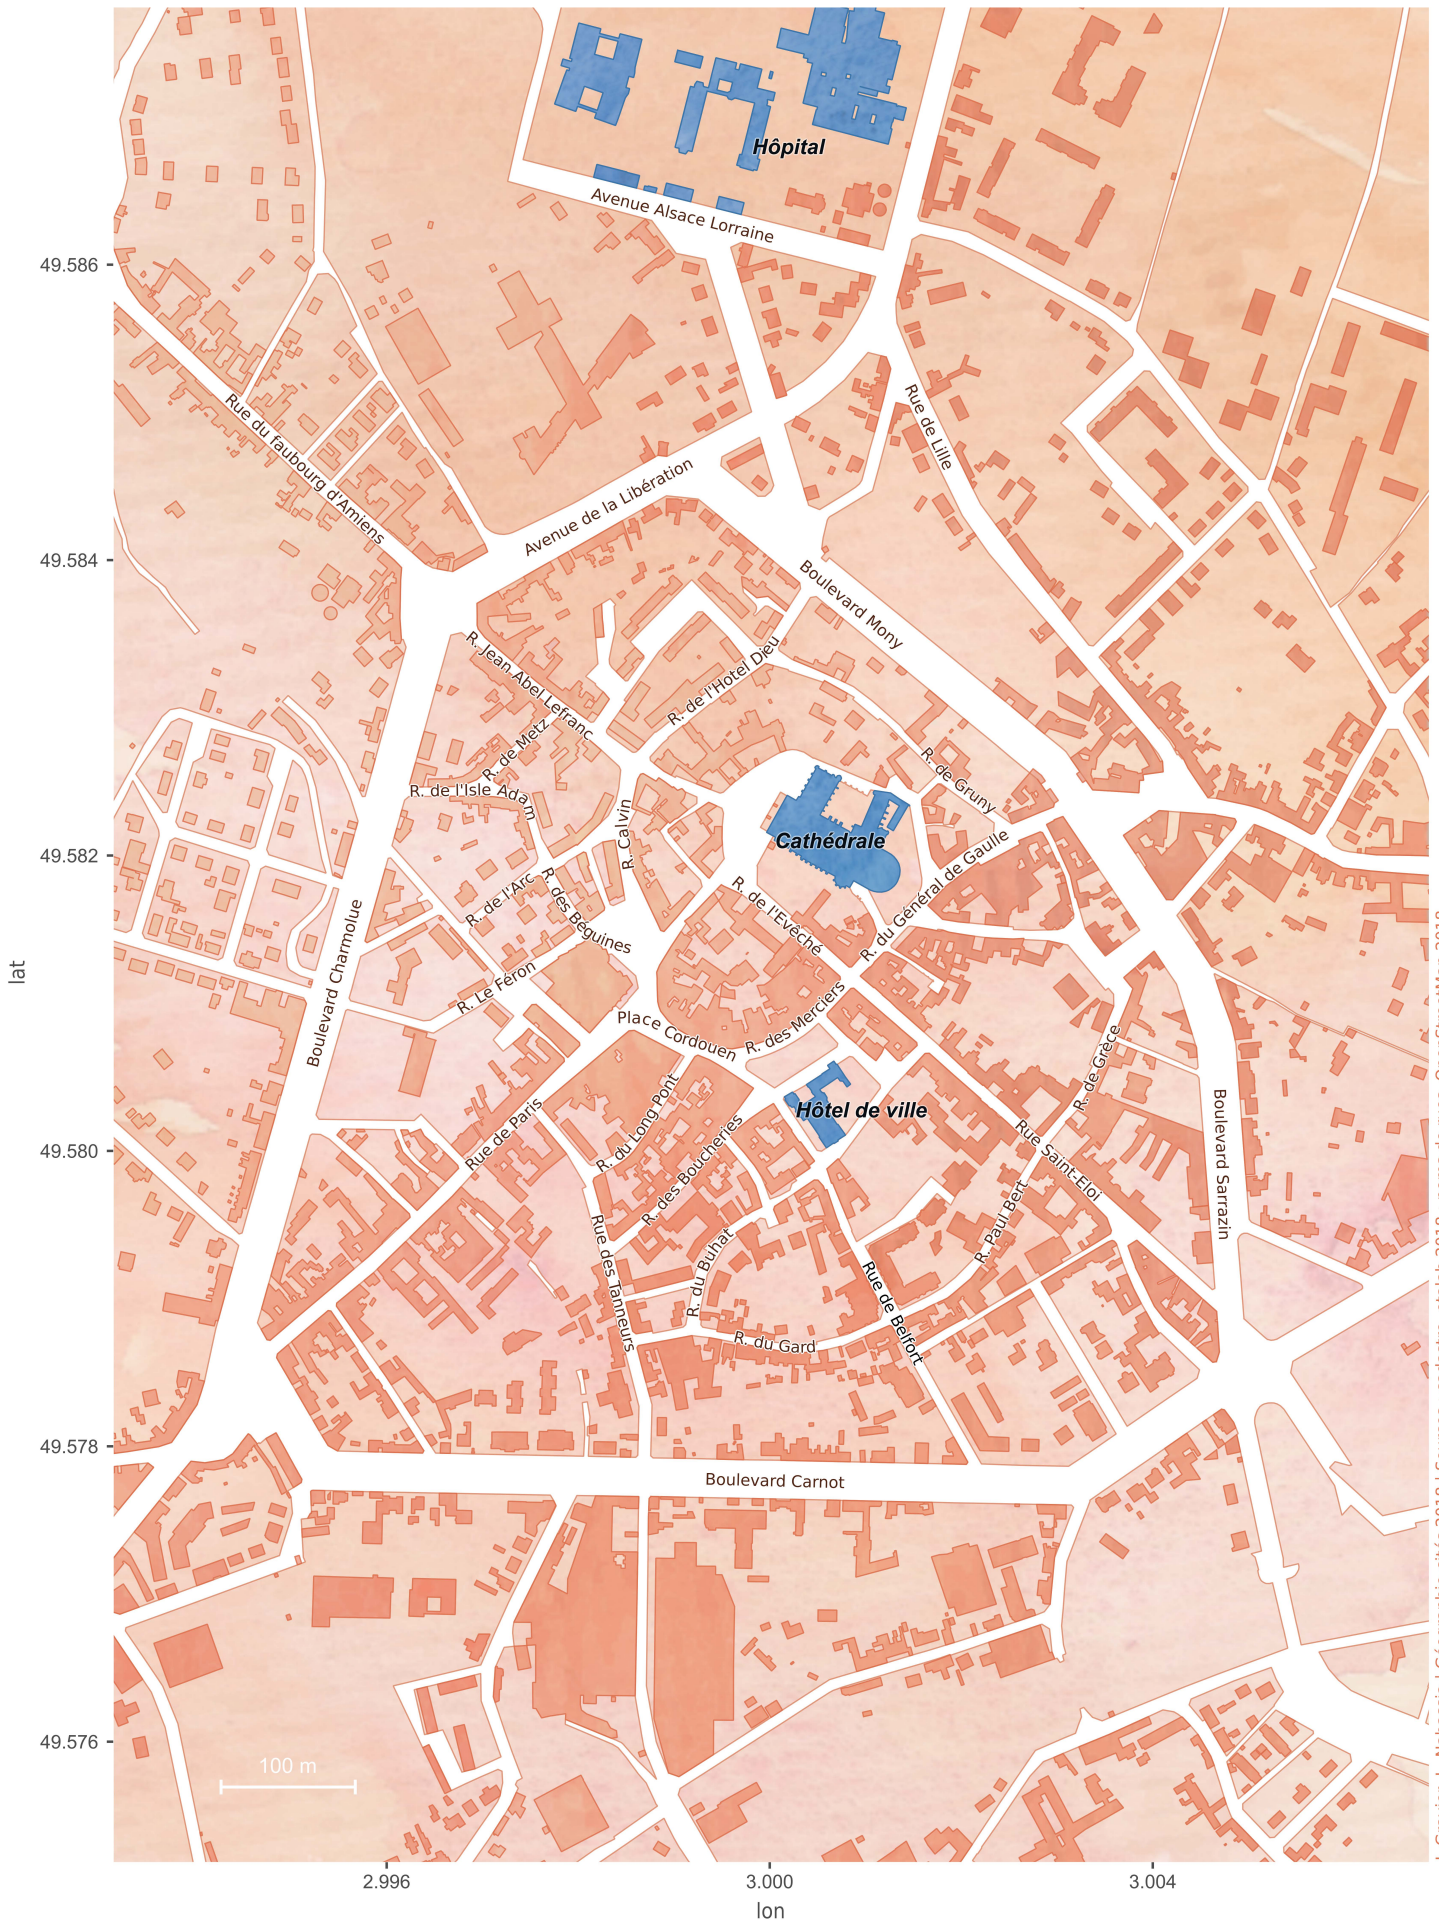 Hôpital
Avenue Alsace Lorraine
49.586
Rue de Lille
Rue du faubourg d'Amiens
Avenue de la Libération
49.584
Boulevard Mony
R. Jean Abel Lefranc
R. de l'Hotel Dieu
R. de Metz
R. de Gruny
R. de l'Isle Adam
R. Calvin
Cathédrale
49.582
R. du Général de Gaulle
R. de l'Arc
R. des Béguines
R. de l'Evêché
Boulevard Charmolue
lat
R. Le Féron
Place Cordouen
R. des Merciers
R. de Grèce
Hôtel de ville
R. du Long Pont
Rue de Paris
49.580
R. des Boucheries
Rue Saint-Eloi
Boulevard Sarrazin
R. Paul Bert
Rue des Tanneurs
R. du Buhat
Rue de Belfort
R. du Gard
49.578
Boulevard Carnot
49.576
100 m
2.996
3.000
3.004
lon